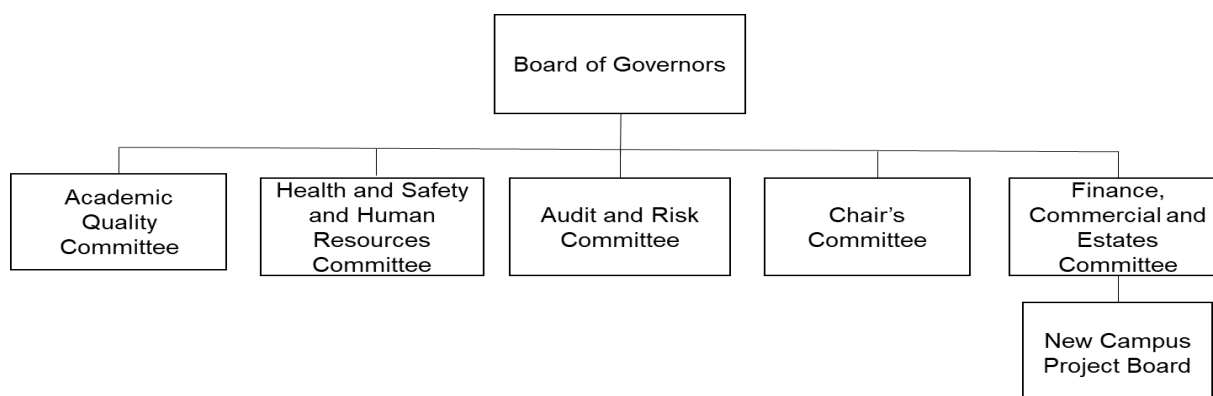 Board of Governors
Academic
Quality
Committee
Health and Safety
and Human
Resources
Committee
Audit and Risk
Committee
Chair's
Committee
Finance,
Commercial and
Estates
Committee
New Campus
Project Board